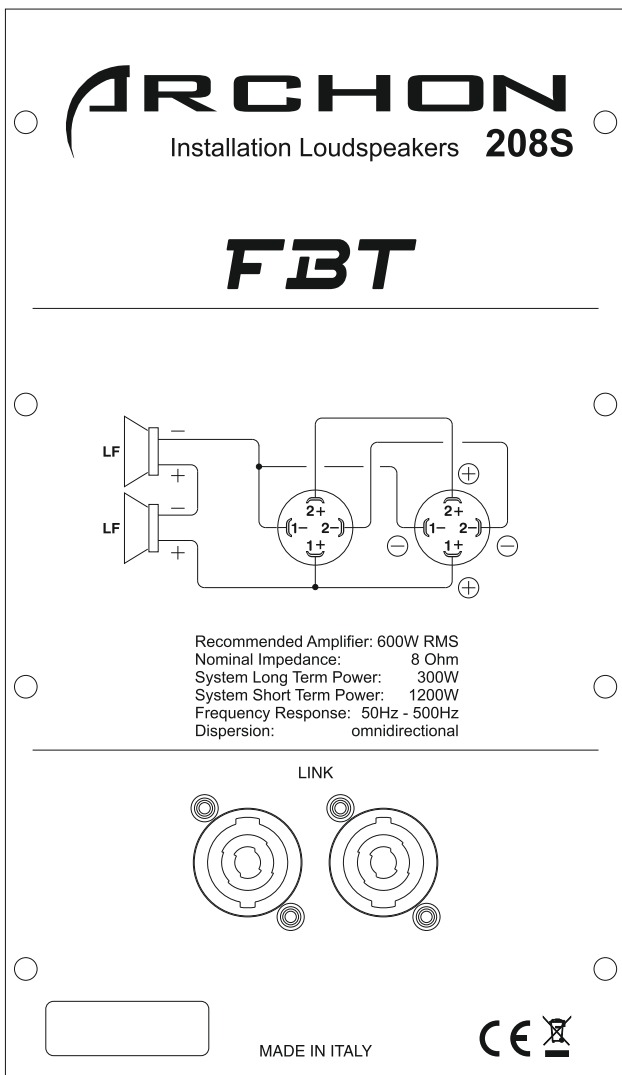 ARCHON
Installation Loudspeakers 208S
FBT
LF − +
LF − +
2+ 1− 2− 1+
2+ 1− 2− 1+
+ − − +
Recommended Amplifier: 600W RMS
Nominal Impedance: 8 Ohm
System Long Term Power: 300W
System Short Term Power: 1200W
Frequency Response: 50Hz - 500Hz
Dispersion: omnidirectional
LINK
MADE IN ITALY
CE